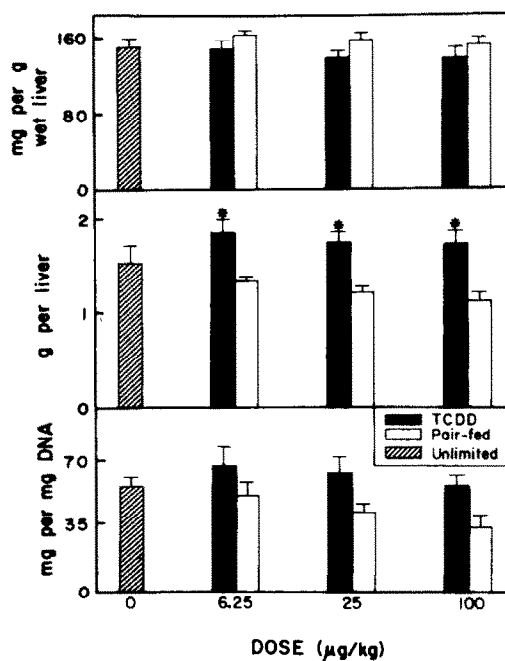 mg per g
wet liver
160
80
0
g per liver
2
1
0
mg per mg DNA
70
35
0
* * *
TCDD
Pair-fed
Unlimited
0 6.25 25 100
DOSE (μg/kg)